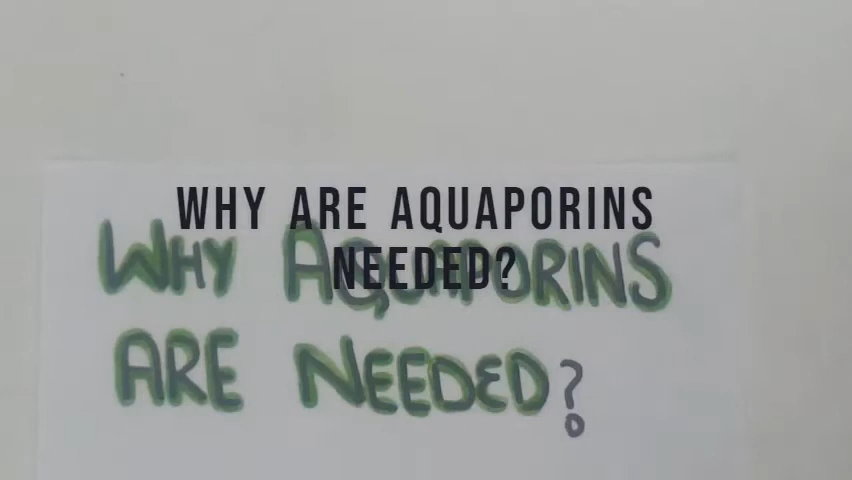 WHY ARE AQUAPORINS
NEEDED?
WHY AQUAPORINS
ARE NEEDED?